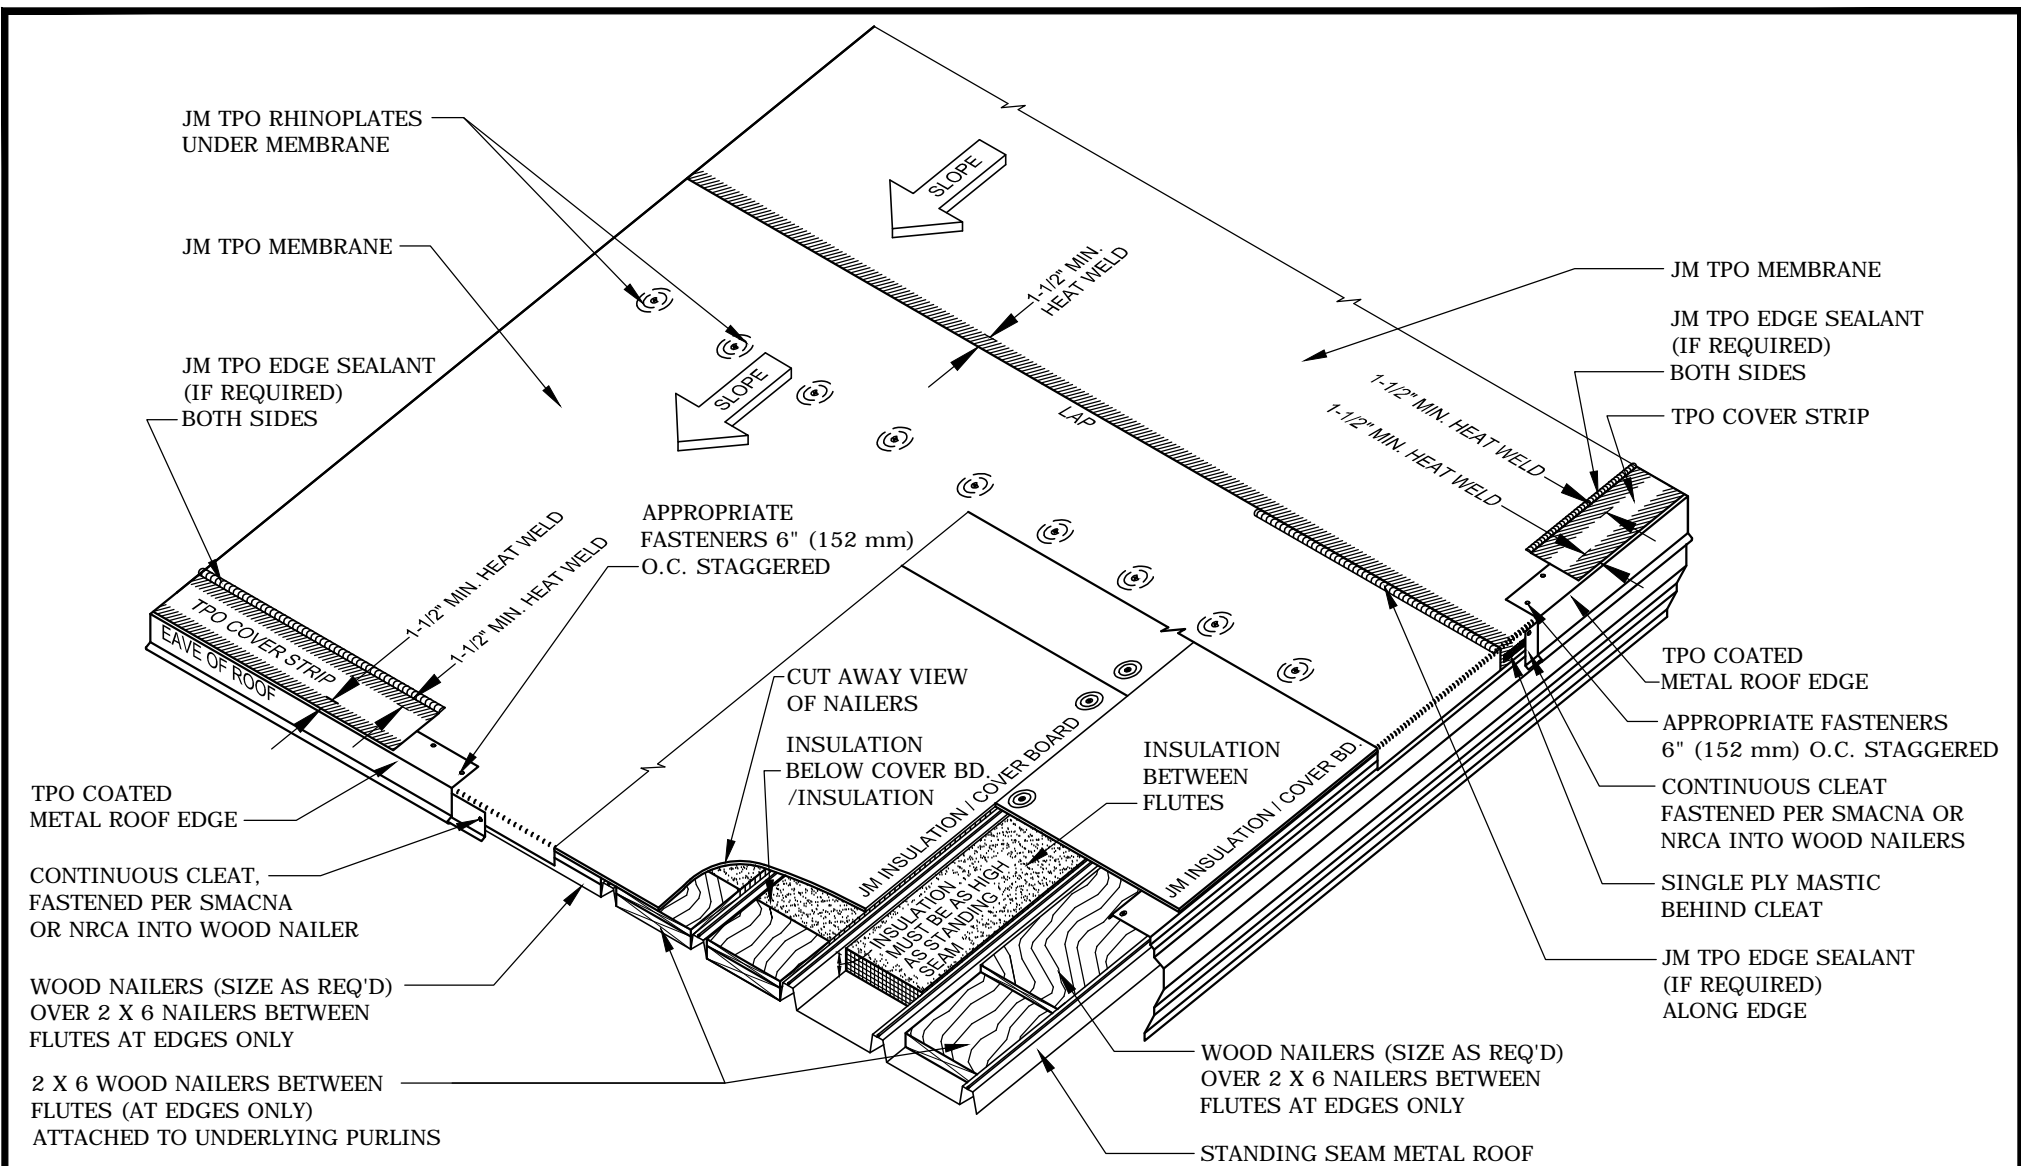 JM TPO RHINOPLATES
UNDER MEMBRANE
SLOPE
JM TPO MEMBRANE
1-1/2" MIN.
HEAT WELD
JM TPO MEMBRANE
JM TPO EDGE SEALANT
(IF REQUIRED)
BOTH SIDES
TPO COVER STRIP
JM TPO EDGE SEALANT
(IF REQUIRED)
BOTH SIDES
SLOPE
LAP
1-1/2" MIN. HEAT WELD
1-1/2" MIN. HEAT WELD
APPROPRIATE
FASTENERS 6" (152 mm)
O.C. STAGGERED
1-1/2" MIN. HEAT WELD
1-1/2" MIN. HEAT WELD
TPO COVER STRIP
EAVE OF ROOF
CUT AWAY VIEW
OF NAILERS
INSULATION
BELOW COVER BD.
/INSULATION
JM INSULATION / COVER BOARD
INSULATION
BETWEEN
FLUTES
JM INSULATION / COVER BD.
INSULATION
MUST BE AS HIGH
AS STANDING
SEAM
TPO COATED
METAL ROOF EDGE
APPROPRIATE FASTENERS
6" (152 mm) O.C. STAGGERED
CONTINUOUS CLEAT
FASTENED PER SMACNA OR
NRCA INTO WOOD NAILERS
SINGLE PLY MASTIC
BEHIND CLEAT
JM TPO EDGE SEALANT
(IF REQUIRED)
ALONG EDGE
TPO COATED
METAL ROOF EDGE
CONTINUOUS CLEAT,
FASTENED PER SMACNA
OR NRCA INTO WOOD NAILER
WOOD NAILERS (SIZE AS REQ'D)
OVER 2 X 6 NAILERS BETWEEN
FLUTES AT EDGES ONLY
2 X 6 WOOD NAILERS BETWEEN
FLUTES (AT EDGES ONLY)
ATTACHED TO UNDERLYING PURLINS
WOOD NAILERS (SIZE AS REQ'D)
OVER 2 X 6 NAILERS BETWEEN
FLUTES AT EDGES ONLY
STANDING SEAM METAL ROOF